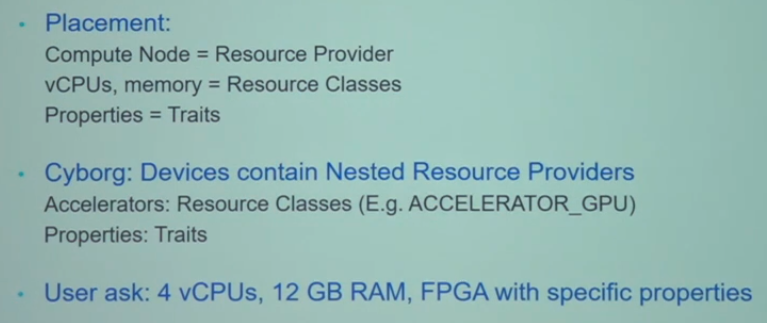 • Placement:
Compute Node = Resource Provider
vCPUs, memory = Resource Classes
Properties = Traits
• Cyborg: Devices contain Nested Resource Providers
Accelerators: Resource Classes (E.g. ACCELERATOR_GPU)
Properties: Traits
• User ask: 4 vCPUs, 12 GB RAM, FPGA with specific properties